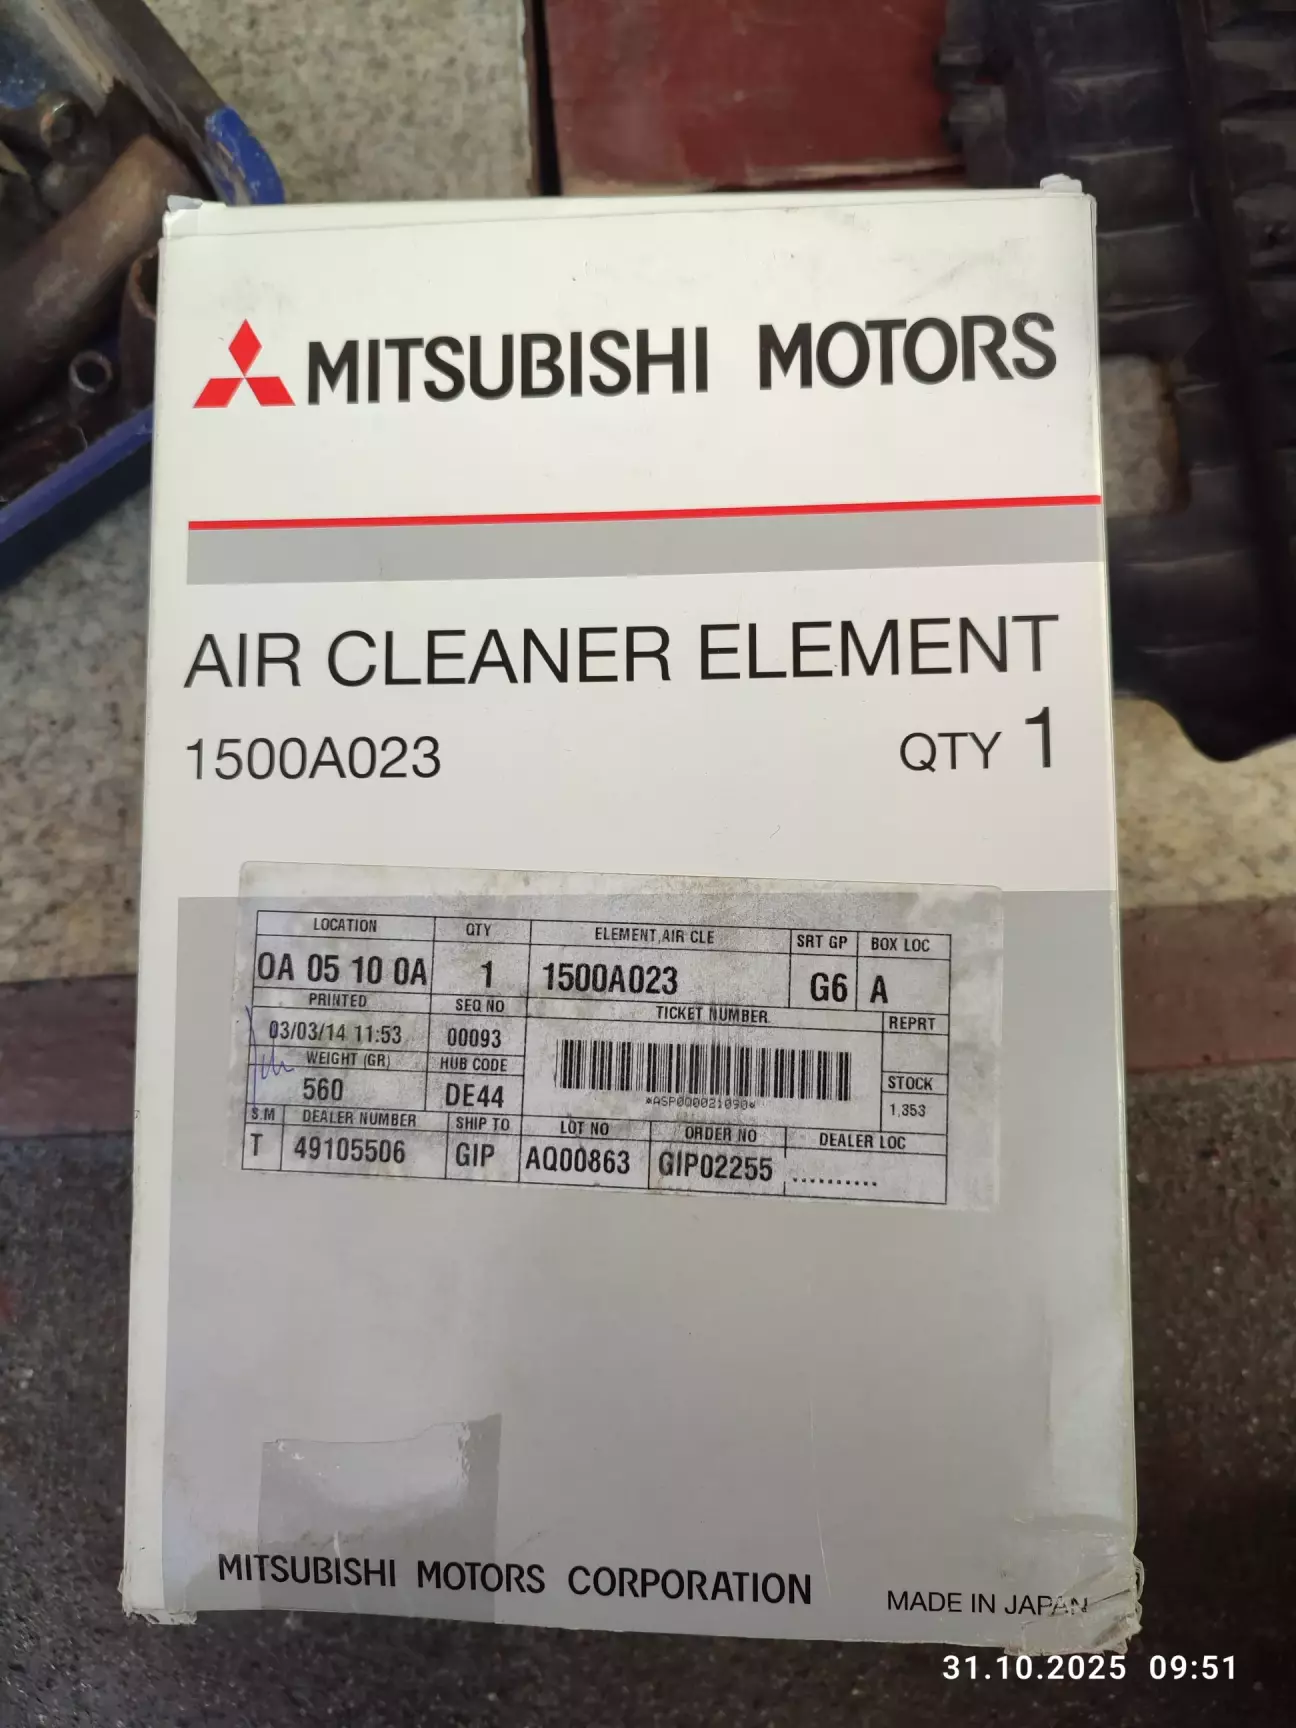 MITSUBISHI MOTORS
AIR CLEANER ELEMENT
1500A023 QTY 1
LOCATION QTY ELEMENT,AIR CLE SRT GP BOX LOC
0A 05 10 0A 1 1500A023 G6 A
PRINTED SEQ NO TICKET NUMBER REPRT
03/03/14 11:53 00093
WEIGHT (GR) HUB CODE STOCK
560 DE44 *ASP000021090* 1,353
S.M DEALER NUMBER SHIP TO LOT NO ORDER NO DEALER LOC
T 49105506 GIP AQ00863 GIP02255 ..........
MITSUBISHI MOTORS CORPORATION MADE IN JAPAN
31.10.2025 09:51